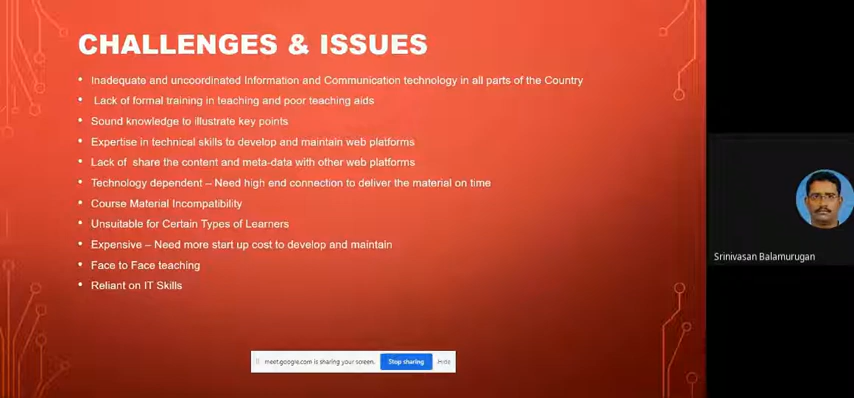 CHALLENGES & ISSUES
• Inadequate and uncoordinated Information and Communication technology in all parts of the Country
• Lack of formal training in teaching and poor teaching aids
• Sound knowledge to illustrate key points
• Expertise in technical skills to develop and maintain web platforms
• Lack of share the content and meta-data with other web platforms
• Technology dependent – Need high end connection to deliver the material on time
• Course Material Incompatibility
• Unsuitable for Certain Types of Learners
• Expensive – Need more start up cost to develop and maintain
• Face to Face teaching
• Reliant on IT Skills
Srinivasan Balamurugan
meet.google.com is sharing your screen. Stop sharing Hide